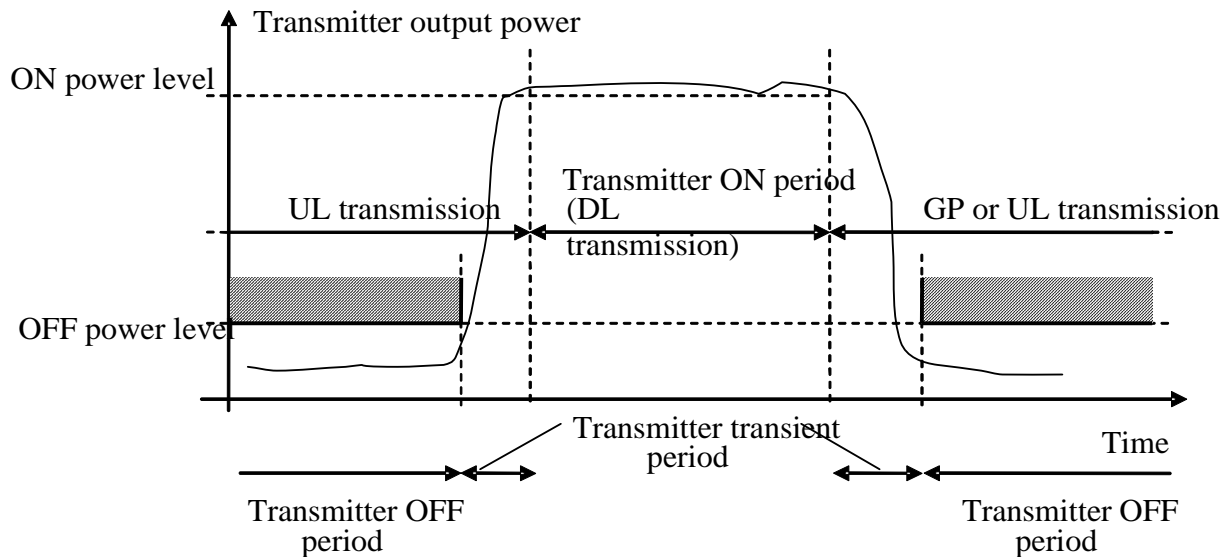 Transmitter output power
ON power level
Transmitter ON period
UL transmission
(DL
transmission)
GP or UL transmission
OFF power level
Transmitter transient
period
Time
Transmitter OFF
period
Transmitter OFF
period